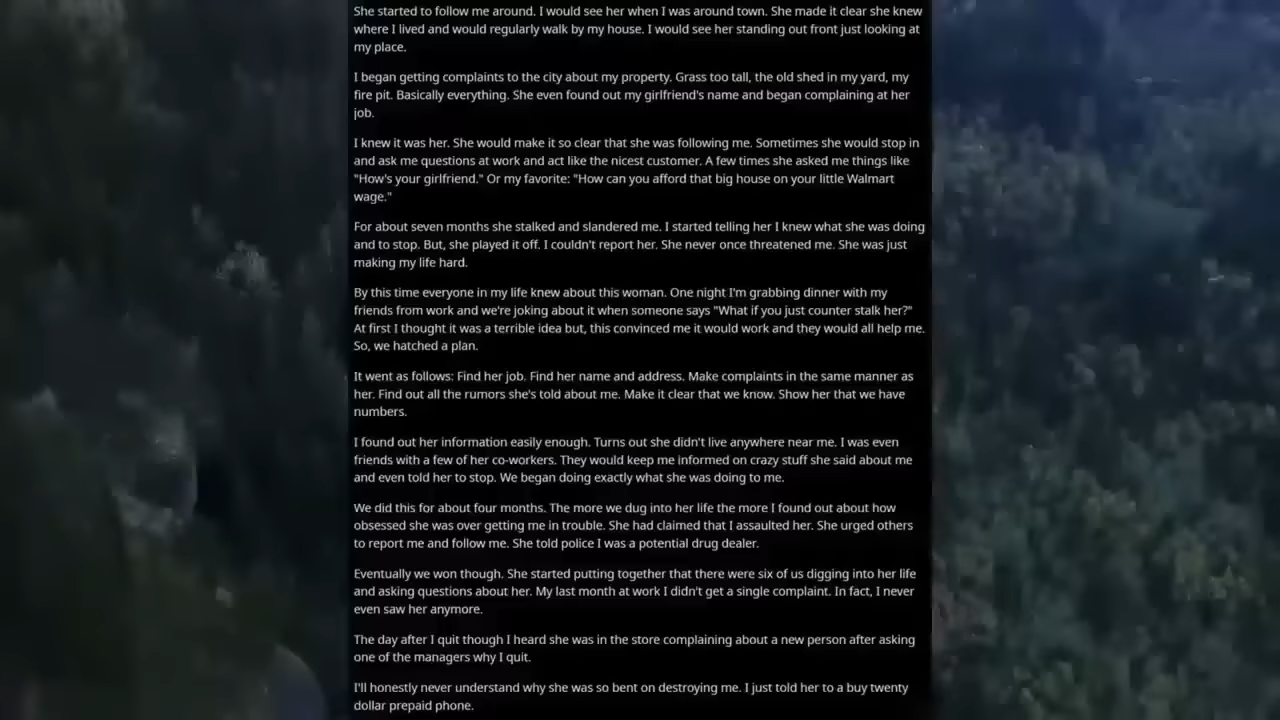 She started to follow me around. I would see her when I was around town. She made it clear she knew
where I lived and would regularly walk by my house. I would see her standing out front just looking at
my place.
I began getting complaints to the city about my property. Grass too tall, the old shed in my yard, my
fire pit. Basically everything. She even found out my girlfriend's name and began complaining at her
job.
I knew it was her. She would make it so clear that she was following me. Sometimes she would stop in
and ask me questions at work and act like the nicest customer. A few times she asked me things like
"How's your girlfriend." Or my favorite: "How can you afford that big house on your little Walmart
wage."
For about seven months she stalked and slandered me. I started telling her I knew what she was doing
and to stop. But, she played it off. I couldn't report her. She never once threatened me. She was just
making my life hard.
By this time everyone in my life knew about this woman. One night I'm grabbing dinner with my
friends from work and we're joking about it when someone says "What if you just counter stalk her?"
At first I thought it was a terrible idea but, this convinced me it would work and they would all help me.
So, we hatched a plan.
It went as follows: Find her job. Find her name and address. Make complaints in the same manner as
her. Find out all the rumors she's told about me. Make it clear that we know. Show her that we have
numbers.
I found out her information easily enough. Turns out she didn't live anywhere near me. I was even
friends with a few of her co-workers. They would keep me informed on crazy stuff she said about me
and even told her to stop. We began doing exactly what she was doing to me.
We did this for about four months. The more we dug into her life the more I found out about how
obsessed she was over getting me in trouble. She had claimed that I assaulted her. She urged others
to report me and follow me. She told police I was a potential drug dealer.
Eventually we won though. She started putting together that there were six of us digging into her life
and asking questions about her. My last month at work I didn't get a single complaint. In fact, I never
even saw her anymore.
The day after I quit though I heard she was in the store complaining about a new person after asking
one of the managers why I quit.
I'll honestly never understand why she was so bent on destroying me. I just told her to a buy twenty
dollar prepaid phone.